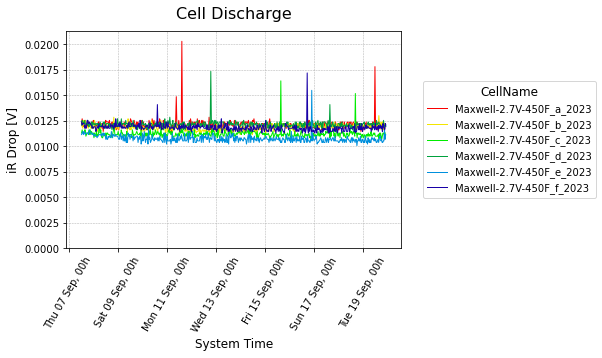 Cell Discharge
iR Drop [V]
0.0200
0.0175
0.0150
0.0125
0.0100
0.0075
0.0050
0.0025
0.0000
Thu 07 Sep, 00h
Sat 09 Sep, 00h
Mon 11 Sep, 00h
Wed 13 Sep, 00h
Fri 15 Sep, 00h
Sun 17 Sep, 00h
Tue 19 Sep, 00h
System Time
CellName
Maxwell-2.7V-450F_a_2023
Maxwell-2.7V-450F_b_2023
Maxwell-2.7V-450F_c_2023
Maxwell-2.7V-450F_d_2023
Maxwell-2.7V-450F_e_2023
Maxwell-2.7V-450F_f_2023